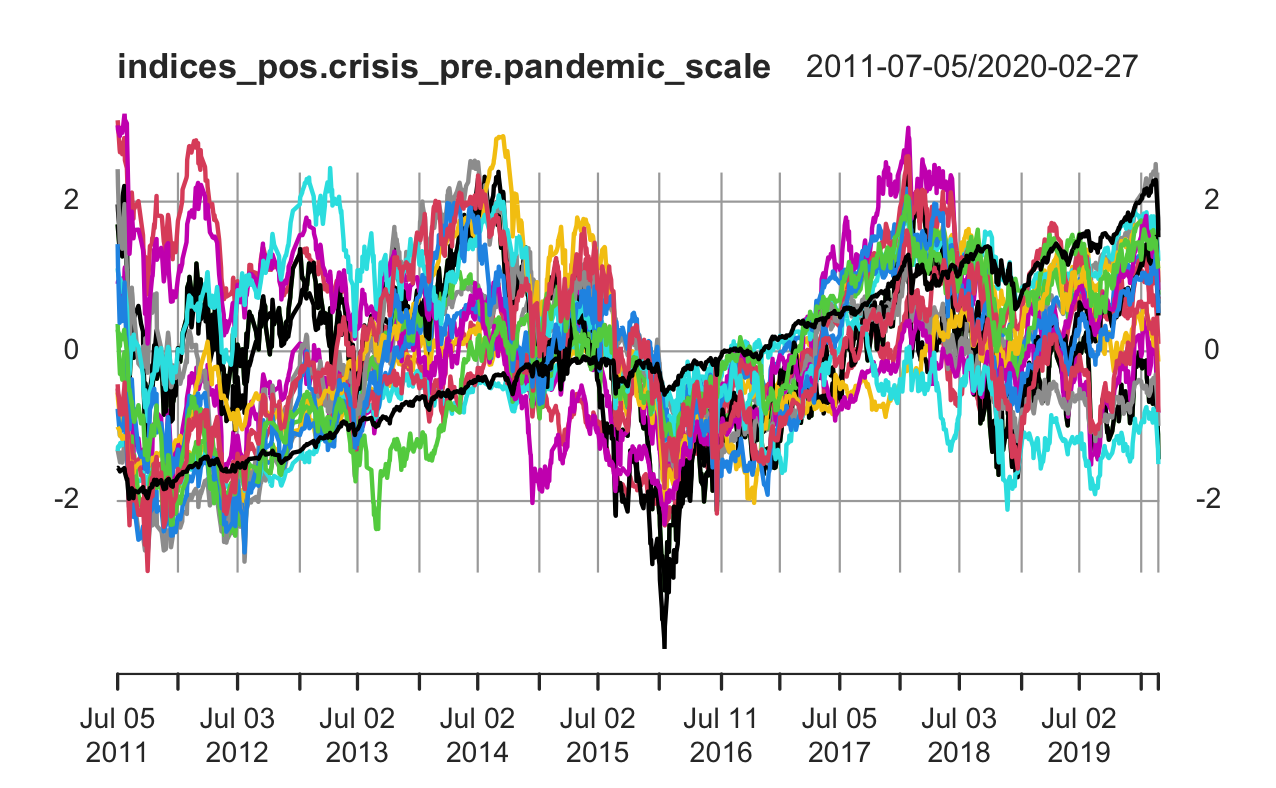 indices_pos.crisis_pre.pandemic_scale 2011-07-05/2020-02-27
2 2
0 0
-2 -2
Jul 05 Jul 03 Jul 02 Jul 02 Jul 02 Jul 11 Jul 05 Jul 03 Jul 02
2011 2012 2013 2014 2015 2016 2017 2018 2019